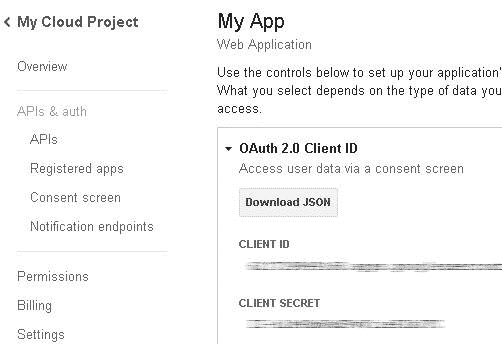 My Cloud Project
Overview
APIs & auth
APIs
Registered apps
Consent screen
Notification endpoints
Permissions
Billing
Settings
My App
Web Application
Use the controls below to set up your application'
What you select depends on the type of data you
access.
OAuth 2.0 Client ID
Access user data via a consent screen
Download JSON
CLIENT ID
CLIENT SECRET